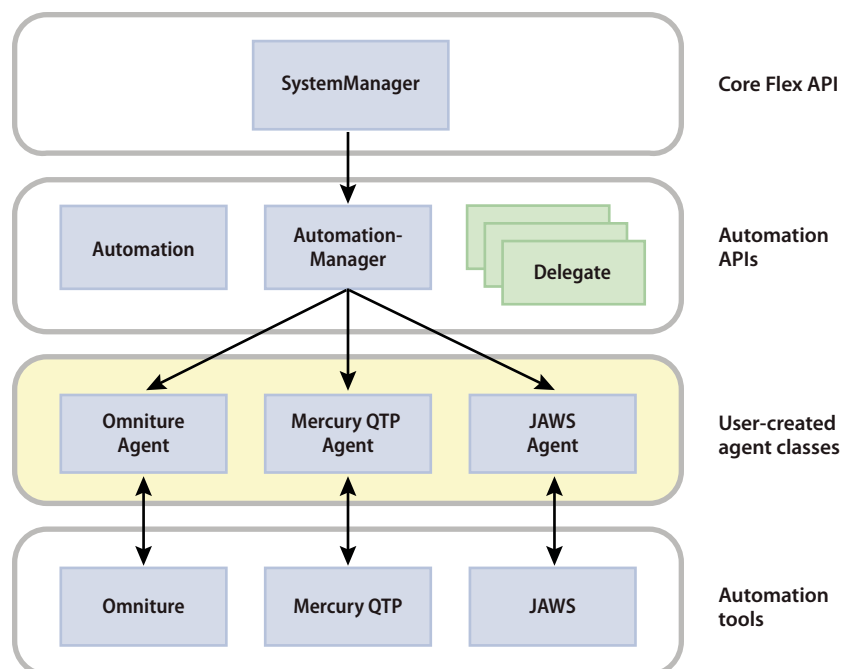 SystemManager
Core Flex API
Automation
Automation-
Manager
Delegate
Automation
APIs
Omniture
Agent
Mercury QTP
Agent
JAWS
Agent
User-created
agent classes
Omniture
Mercury QTP
JAWS
Automation
tools